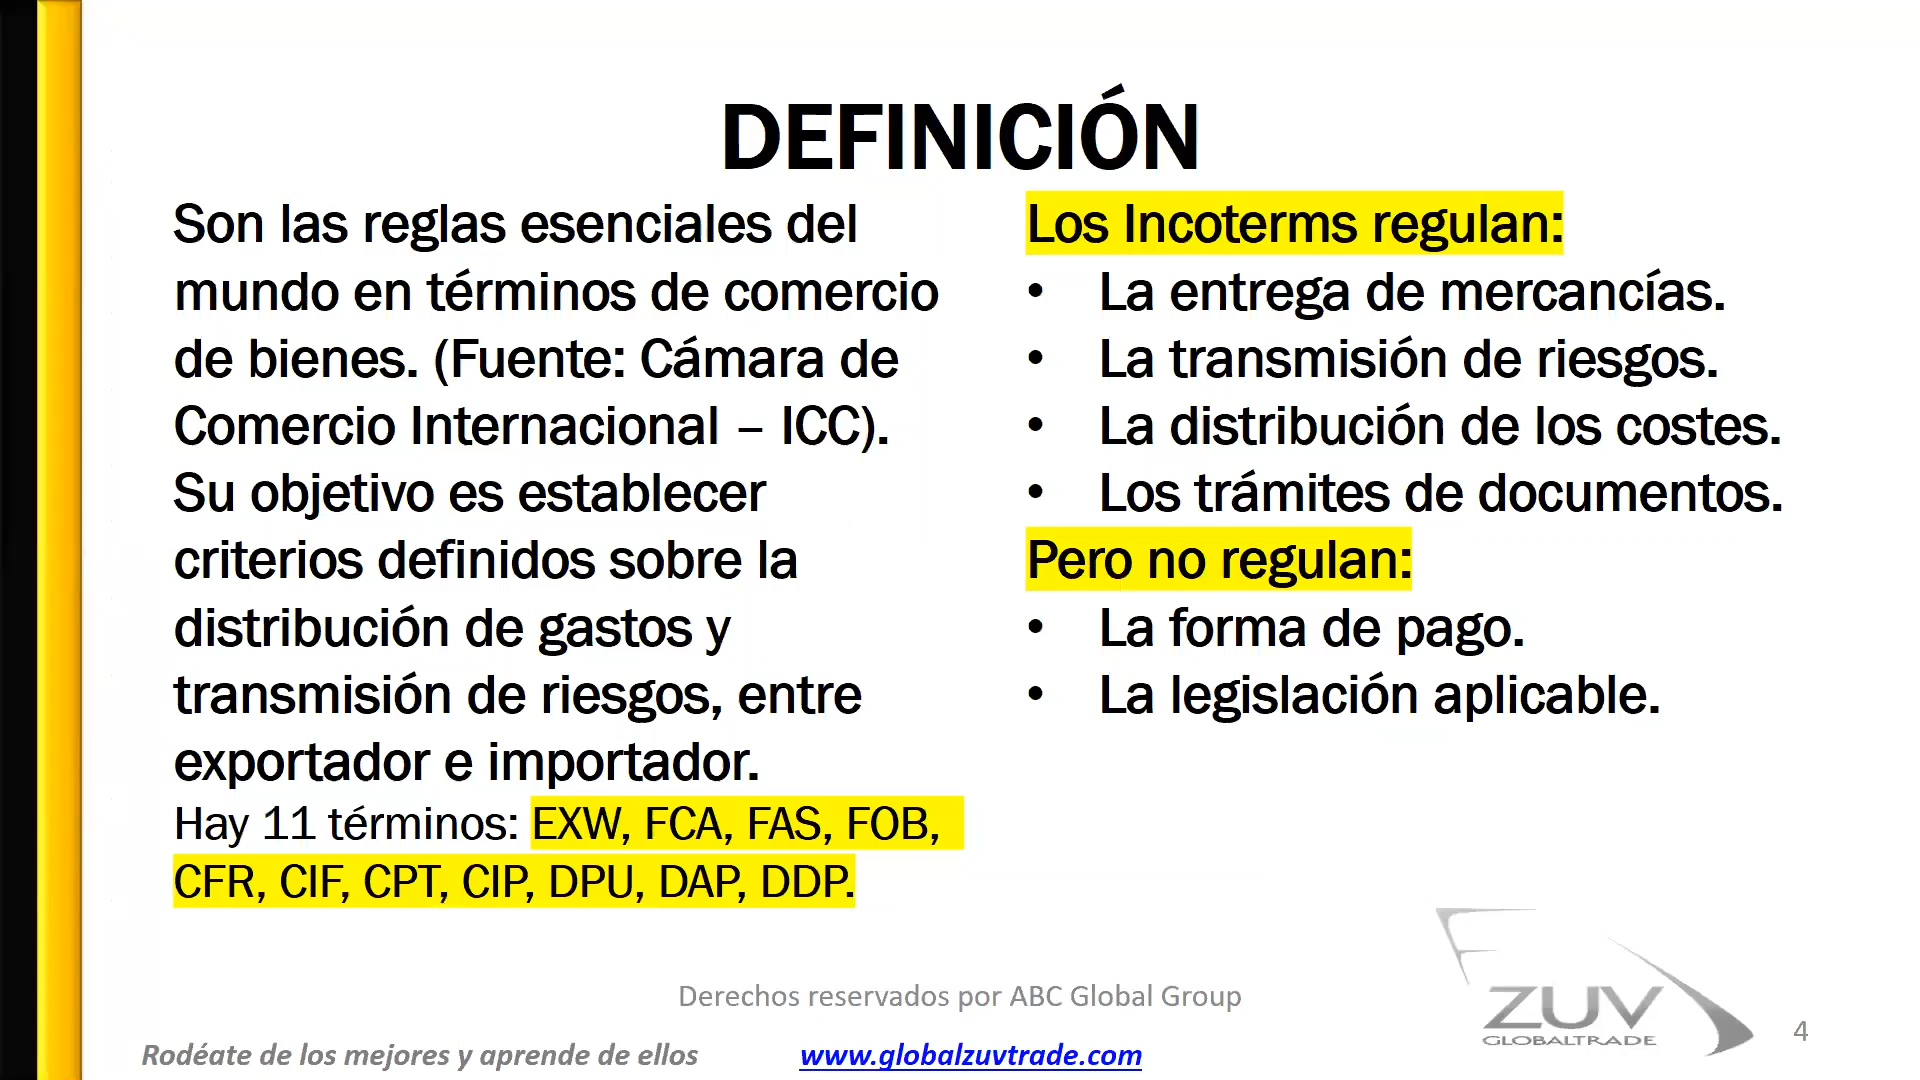 DEFINICIÓN
Son las reglas esenciales del
mundo en términos de comercio
de bienes. (Fuente: Cámara de
Comercio Internacional – ICC).
Su objetivo es establecer
criterios definidos sobre la
distribución de gastos y
transmisión de riesgos, entre
exportador e importador.
Hay 11 términos: EXW, FCA, FAS, FOB,
CFR, CIF, CPT, CIP, DPU, DAP, DDP.
Los Incoterms regulan:
• La entrega de mercancías.
• La transmisión de riesgos.
• La distribución de los costes.
• Los trámites de documentos.
Pero no regulan:
• La forma de pago.
• La legislación aplicable.
Derechos reservados por ABC Global Group
Rodéate de los mejores y aprende de ellos
www.globalzuvtrade.com
ZUV
GLOBALTRADE
4